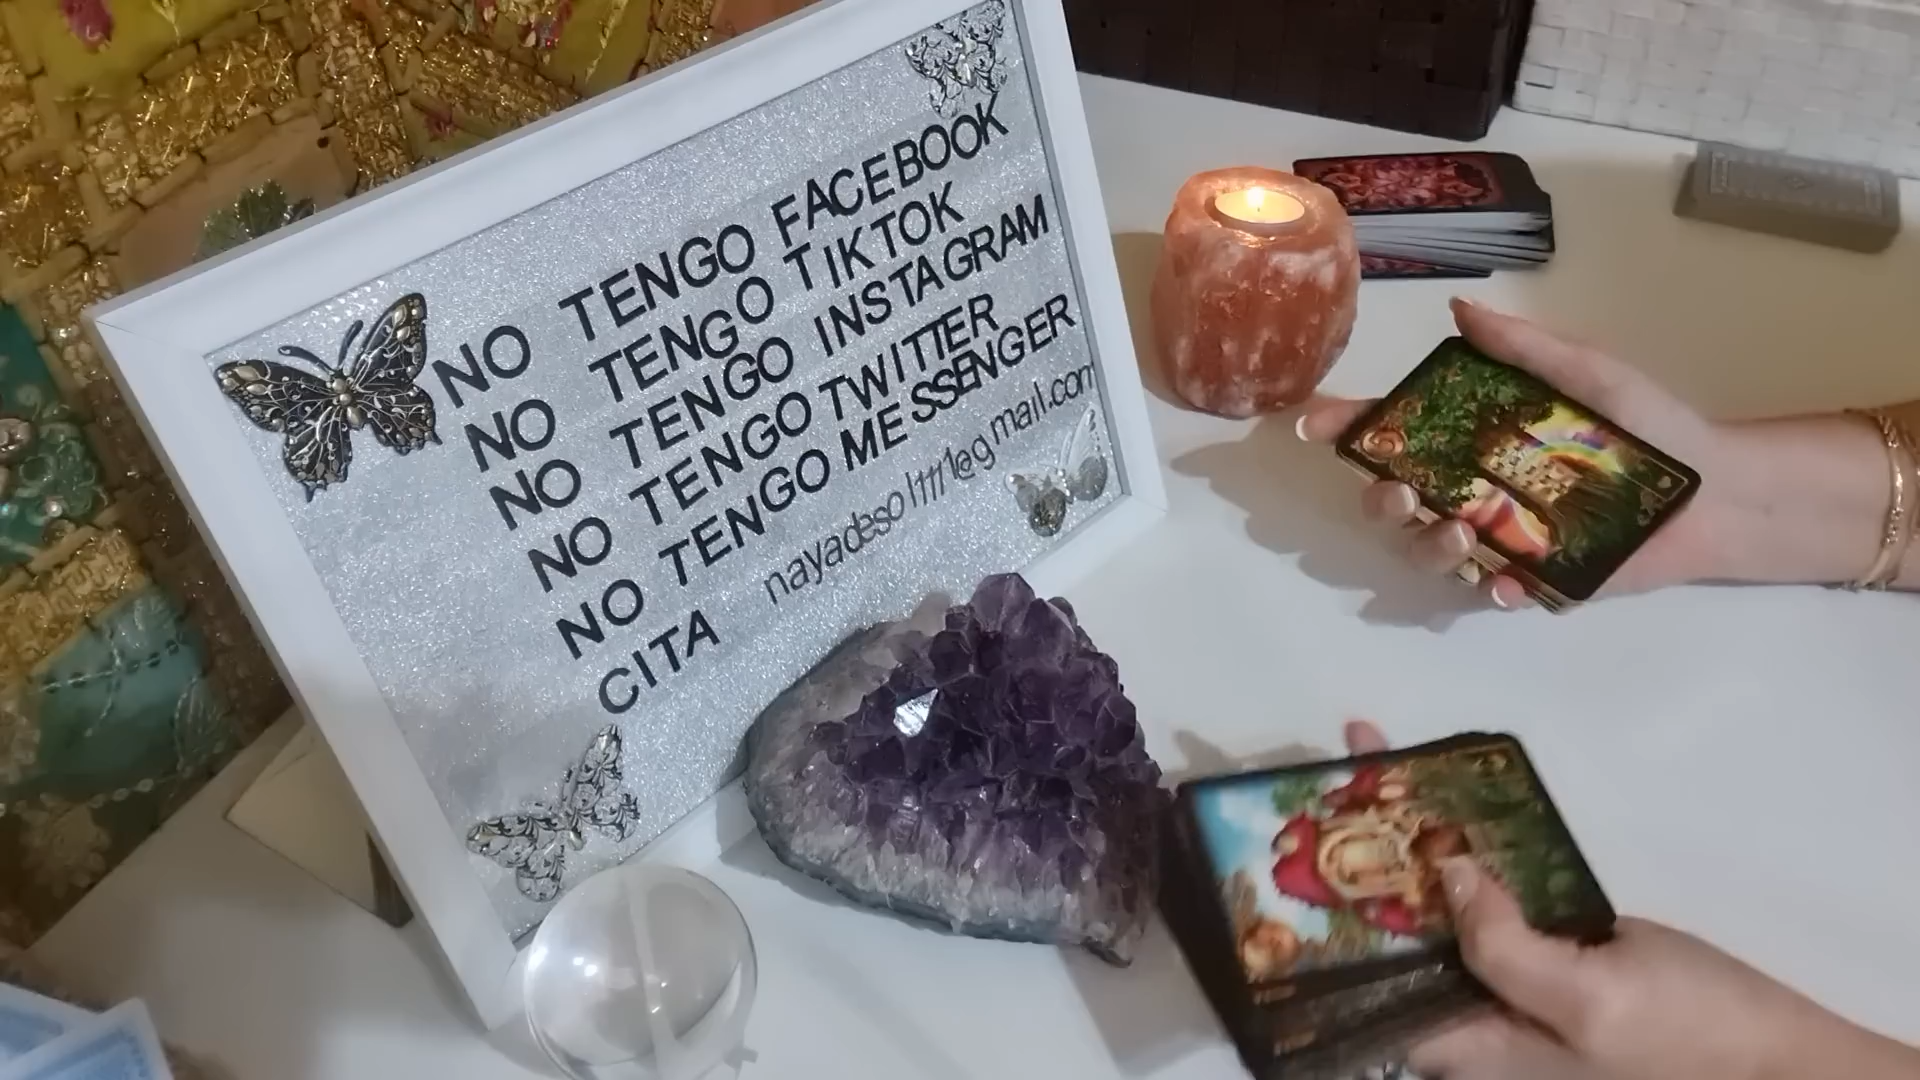 NO TENGO FACEBOOK
NO TENGO TIKTOK
NO TENGO INSTAGRAM
NO TENGO TWITTER
NO TENGO MESSENGER
CITA nayadesol1111@gmail.com